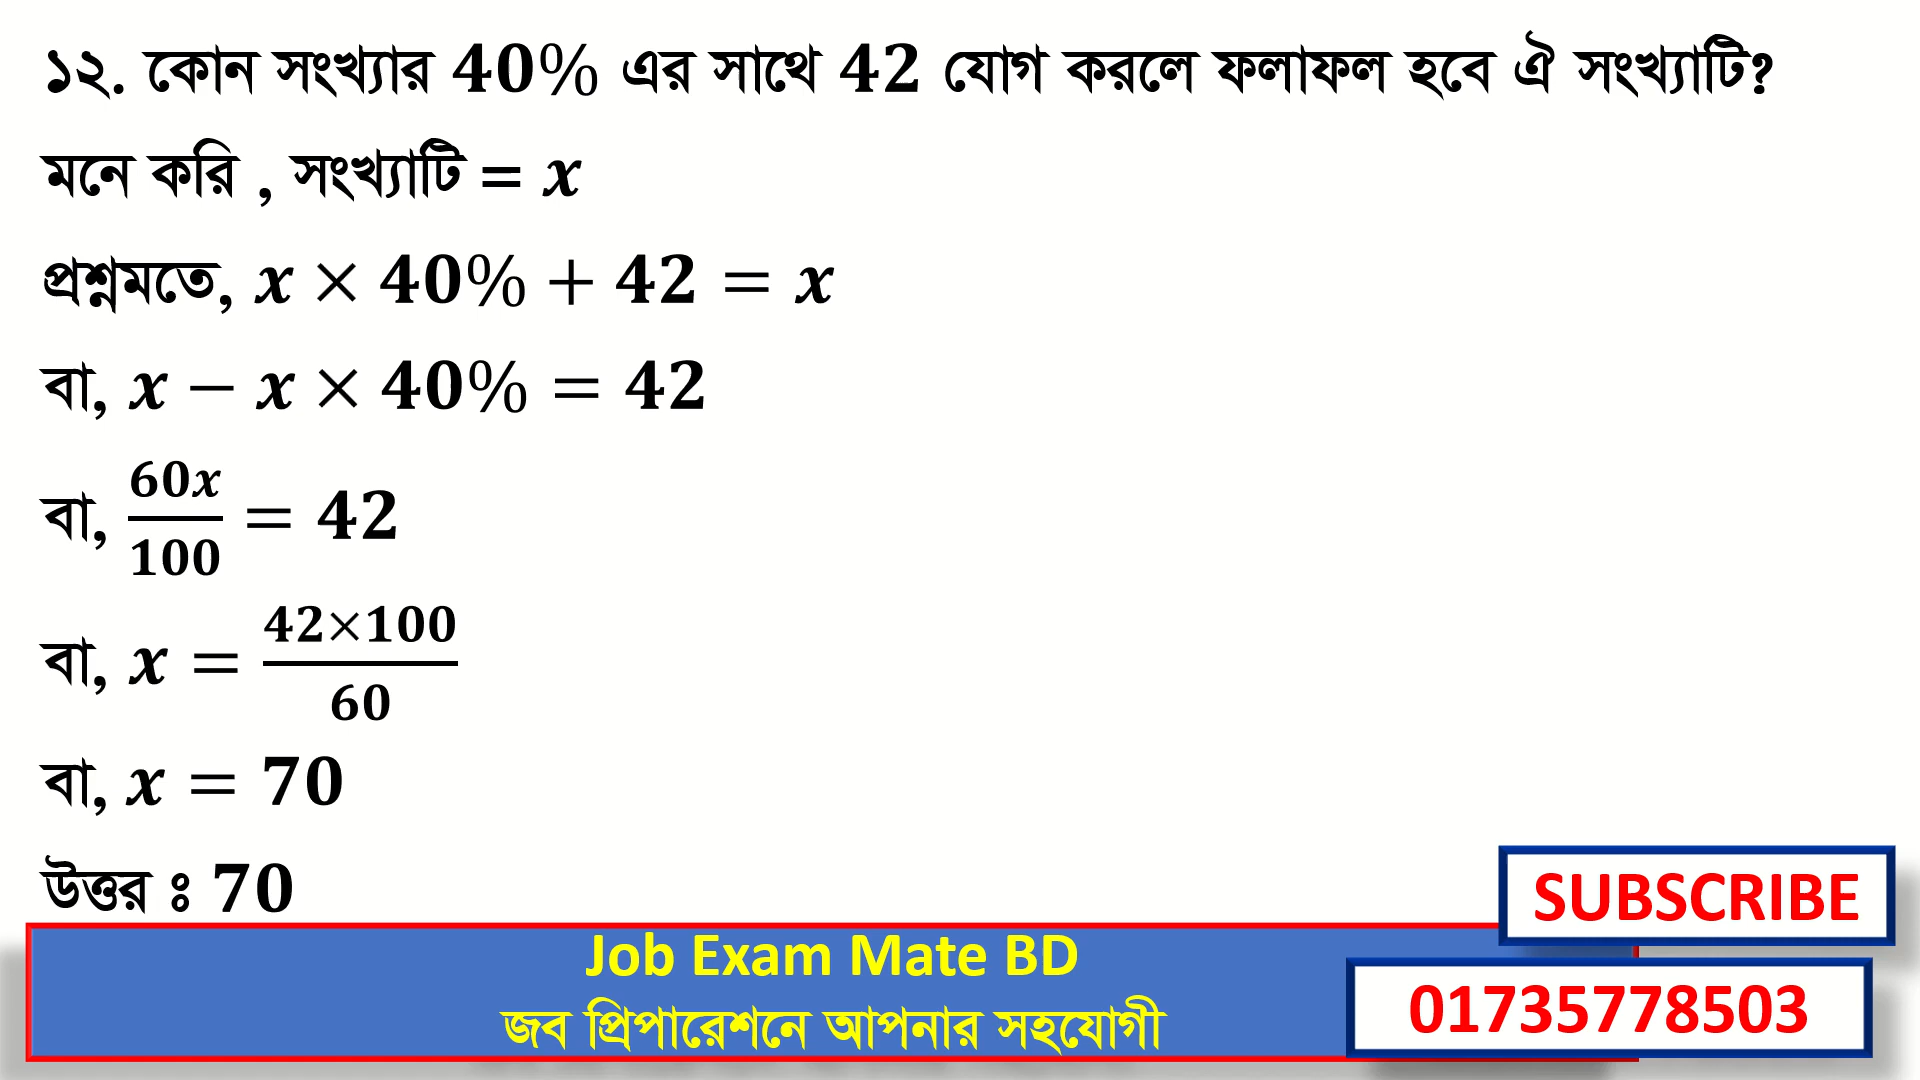 ১২. কোন সংখ্যার 40% এর সাথে 42 যোগ করলে ফলাফল হবে ঐ সংখ্যাটি?
মনে করি , সংখ্যাটি = x
প্রশ্নমতে, x × 40% + 42 = x
বা, x − x × 40% = 42
বা, 60x/100 = 42
বা, x = 42×100/60
বা, x = 70
উত্তর ঃ 70
SUBSCRIBE
Job Exam Mate BD
জব প্রিপারেশনে আপনার সহযোগী
01735778503